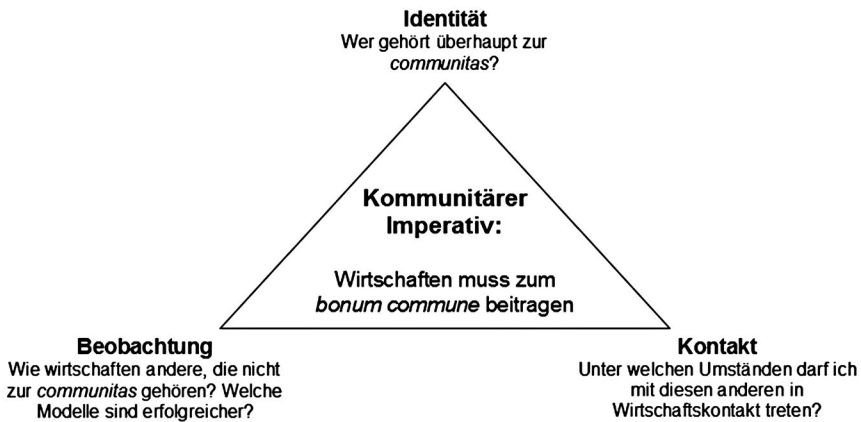 Identität
Wer gehört überhaupt zur
communitas?
Kommunitärer
Imperativ:
Wirtschaften muss zum
bonum commune beitragen
Beobachtung
Wie wirtschaften andere, die nicht
zur communitas gehören? Welche
Modelle sind erfolgreicher?
Kontakt
Unter welchen Umständen darf ich
mit diesen anderen in
Wirtschaftskontakt treten?